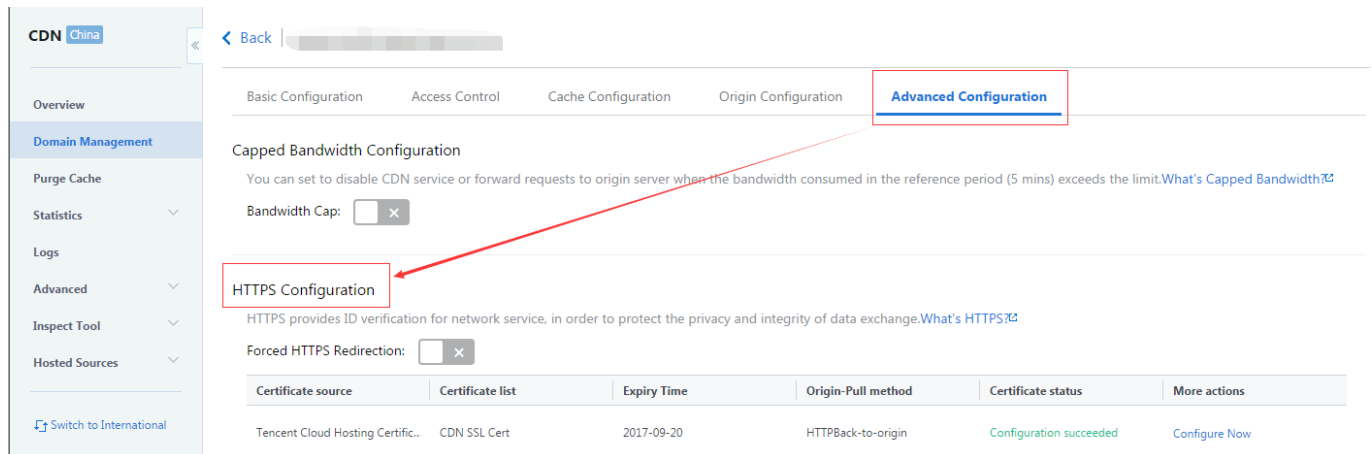 CDN China
Overview
Domain Management
Purge Cache
Statistics
Logs
Advanced
Inspect Tool
Hosted Sources
Switch to International
Back
Basic Configuration Access Control Cache Configuration Origin Configuration Advanced Configuration
Capped Bandwidth Configuration
You can set to disable CDN service or forward requests to origin server when the bandwidth consumed in the reference period (5 mins) exceeds the limit.What's Capped Bandwidth?
Bandwidth Cap:
HTTPS Configuration
HTTPS provides ID verification for network service, in order to protect the privacy and integrity of data exchange.What's HTTPS?
Forced HTTPS Redirection:
Certificate source Certificate list Expiry Time Origin-Pull method Certificate status More actions
Tencent Cloud Hosting Certific... CDN SSL Cert 2017-09-20 HTTPBack-to-origin Configuration succeeded Configure Now